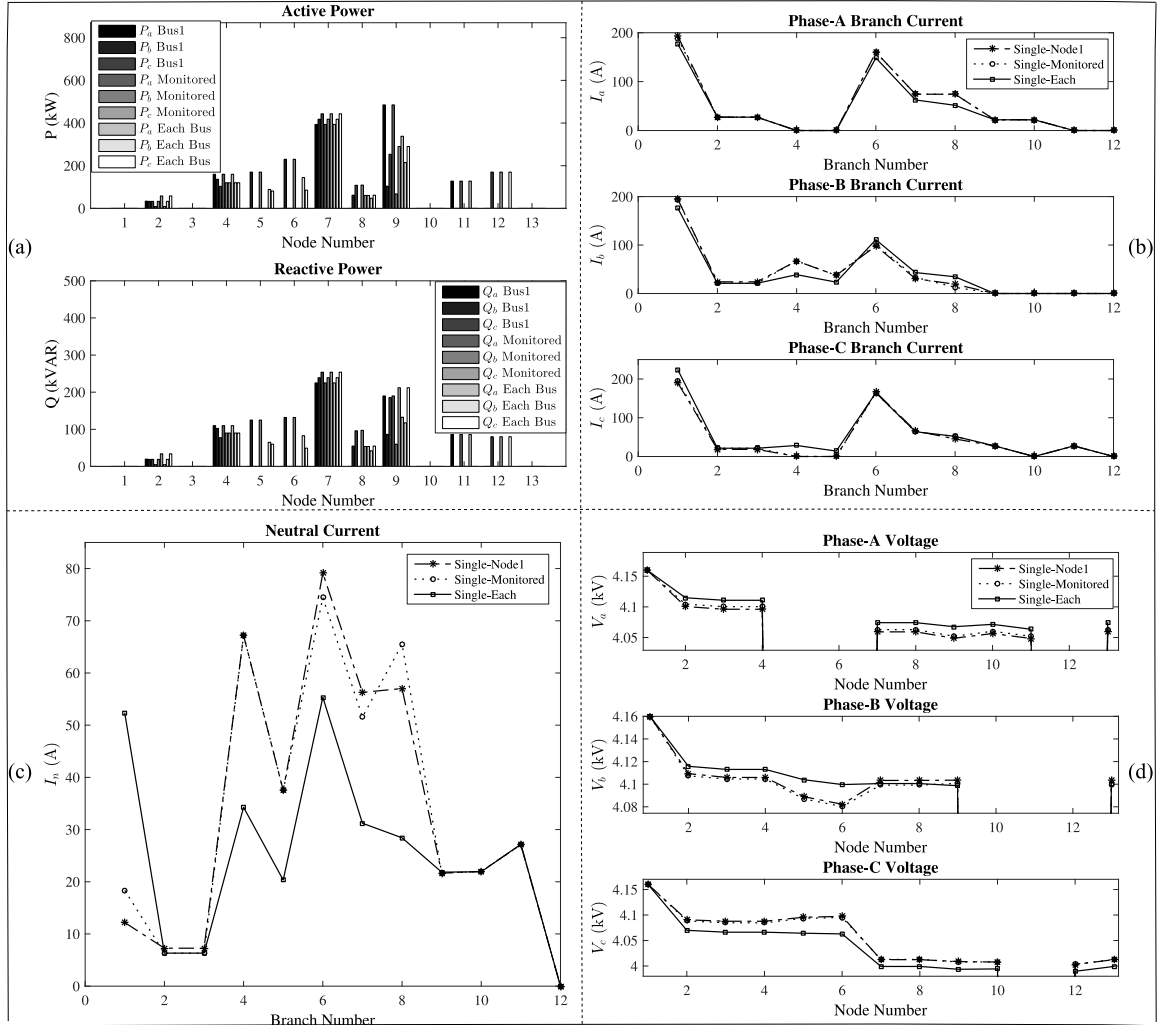 Active Power
800
600
400
200
0
P (kW)
P_a Bus1
P_b Bus1
P_c Bus1
P_a Monitored
P_b Monitored
P_c Monitored
P_a Each Bus
P_b Each Bus
P_c Each Bus
1 2 3 4 5 6 7 8 9 10 11 12 13
Node Number
(a)
Reactive Power
500
400
300
200
100
0
Q (kVAR)
Q_a Bus1
Q_b Bus1
Q_c Bus1
Q_a Monitored
Q_b Monitored
Q_c Monitored
Q_a Each Bus
Q_b Each Bus
Q_c Each Bus
1 2 3 4 5 6 7 8 9 10 11 12 13
Node Number
Phase-A Branch Current
200
100
0
I_a (A)
Single-Node1
Single-Monitored
Single-Each
0 2 4 6 8 10 12
Branch Number
Phase-B Branch Current
200
100
0
I_b (A)
0 2 4 6 8 10 12
Branch Number
(b)
Phase-C Branch Current
200
100
0
I_c (A)
0 2 4 6 8 10 12
Branch Number
Neutral Current
80
70
60
50
40
30
20
10
0
I_n (A)
Single-Node1
Single-Monitored
Single-Each
0 2 4 6 8 10 12
Branch Number
(c)
Phase-A Voltage
4.15
4.1
4.05
V_a (kV)
Single-Node1
Single-Monitored
Single-Each
2 4 6 8 10 12
Node Number
Phase-B Voltage
4.16
4.14
4.12
4.1
4.08
V_b (kV)
2 4 6 8 10 12
Node Number
(d)
Phase-C Voltage
4.15
4.1
4.05
4
V_c (kV)
2 4 6 8 10 12
Node Number